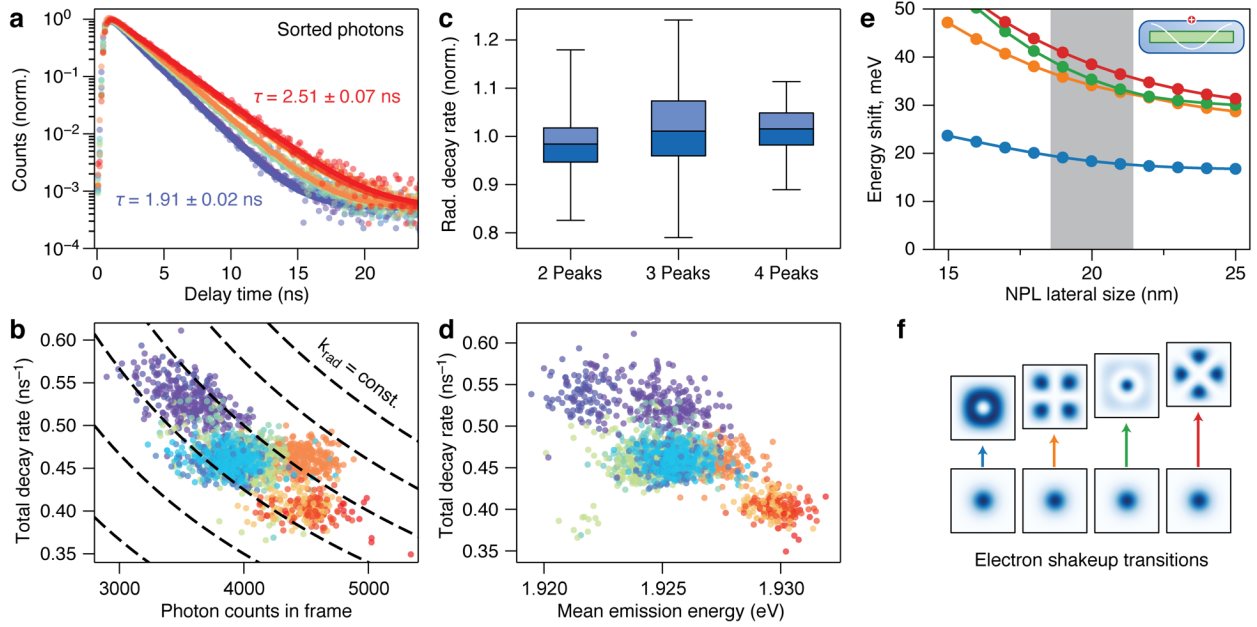 a
Counts (norm.)
10⁰
10⁻¹
10⁻²
10⁻³
10⁻⁴
Sorted photons
τ = 2.51 ± 0.07 ns
τ = 1.91 ± 0.02 ns
0 5 10 15 20
Delay time (ns)
c
Rad. decay rate (norm.)
1.2
1.1
1.0
0.9
0.8
2 Peaks 3 Peaks 4 Peaks
e
Energy shift, meV
50
40
30
20
10
0
+
15 20 25
NPL lateral size (nm)
b
Total decay rate (ns⁻¹)
0.60
0.55
0.50
0.45
0.40
0.35
k_rad = const.
3000 4000 5000
Photon counts in frame
d
Total decay rate (ns⁻¹)
0.60
0.55
0.50
0.45
0.40
0.35
1.920 1.925 1.930
Mean emission energy (eV)
f
Electron shakeup transitions